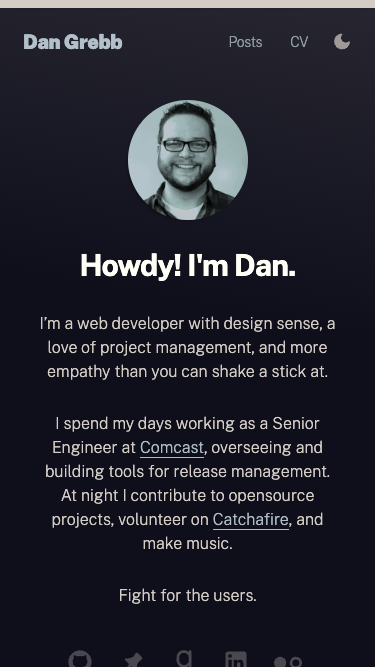 Dan Grebb
Posts
CV
Howdy! I'm Dan.
I’m a web developer with design sense, a
love of project management, and more
empathy than you can shake a stick at.
I spend my days working as a Senior
Engineer at Comcast, overseeing and
building tools for release management.
At night I contribute to opensource
projects, volunteer on Catchafire, and
make music.
Fight for the users.